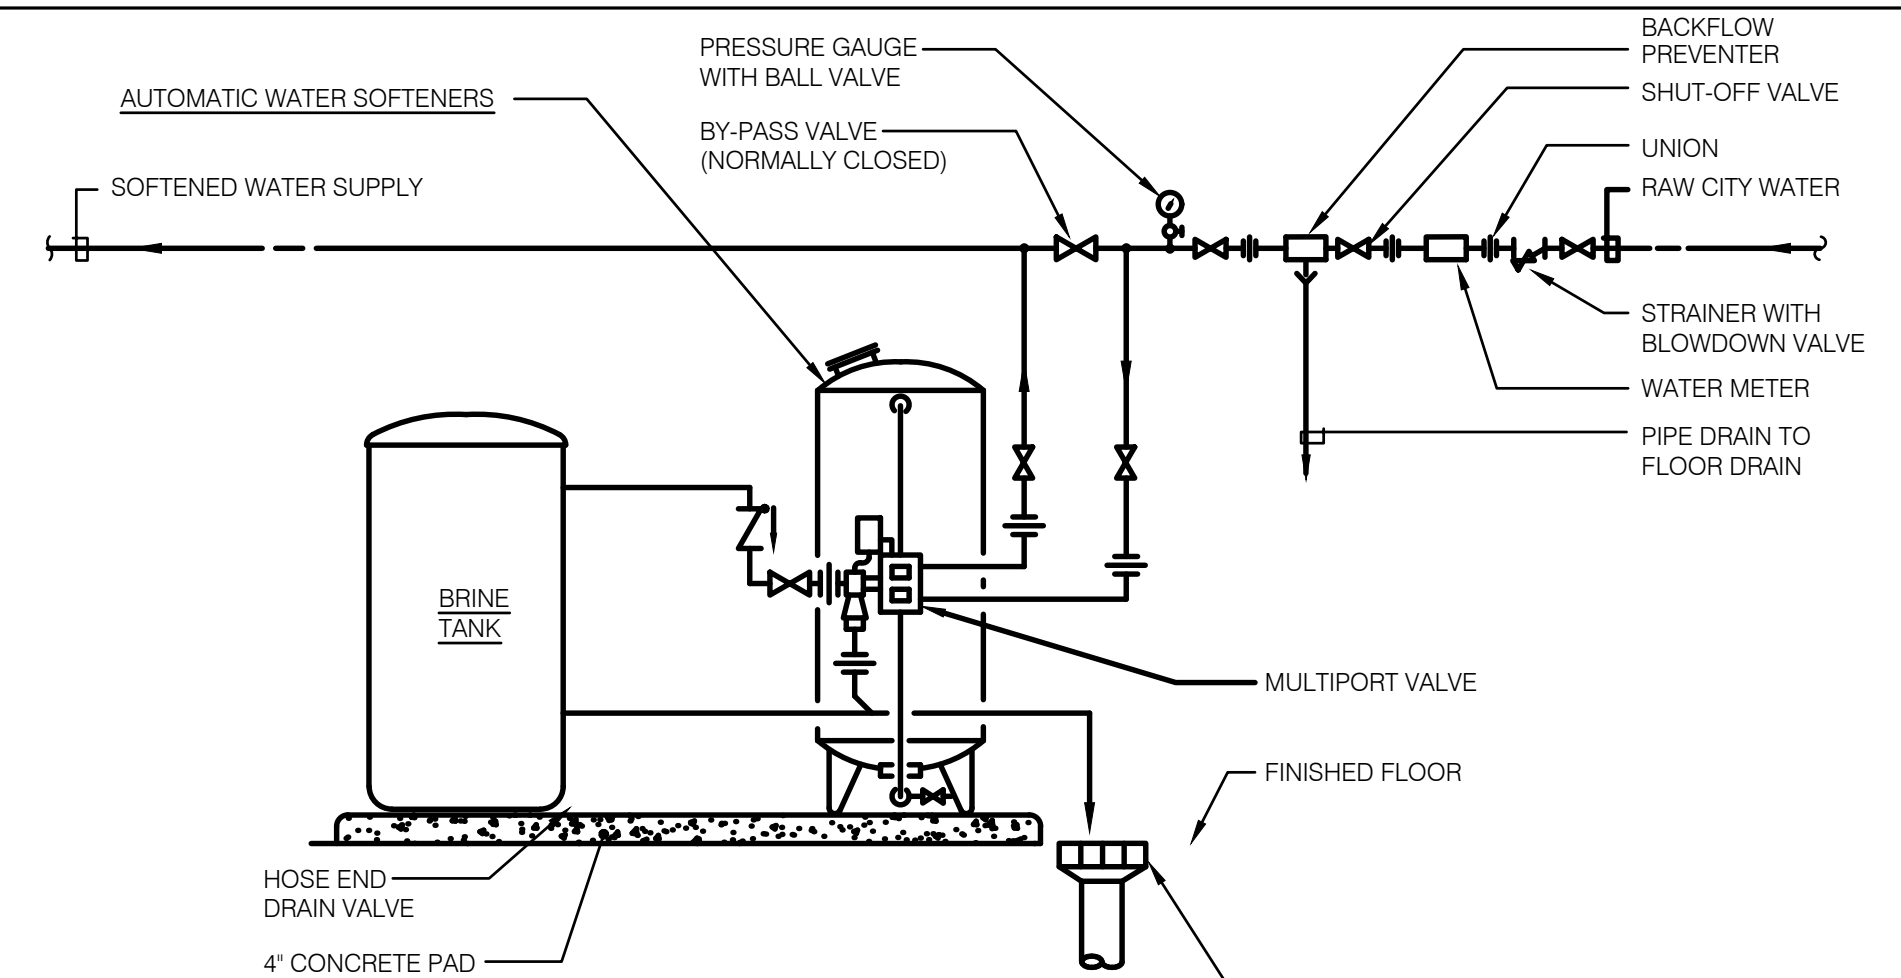 PRESSURE GAUGE
WITH BALL VALVE
BACKFLOW
PREVENTER
AUTOMATIC WATER SOFTENERS
SHUT-OFF VALVE
BY-PASS VALVE
(NORMALLY CLOSED)
UNION
SOFTENED WATER SUPPLY
RAW CITY WATER
STRAINER WITH
BLOWDOWN VALVE
WATER METER
PIPE DRAIN TO
FLOOR DRAIN
BRINE
TANK
MULTIPORT VALVE
FINISHED FLOOR
HOSE END
DRAIN VALVE
4" CONCRETE PAD